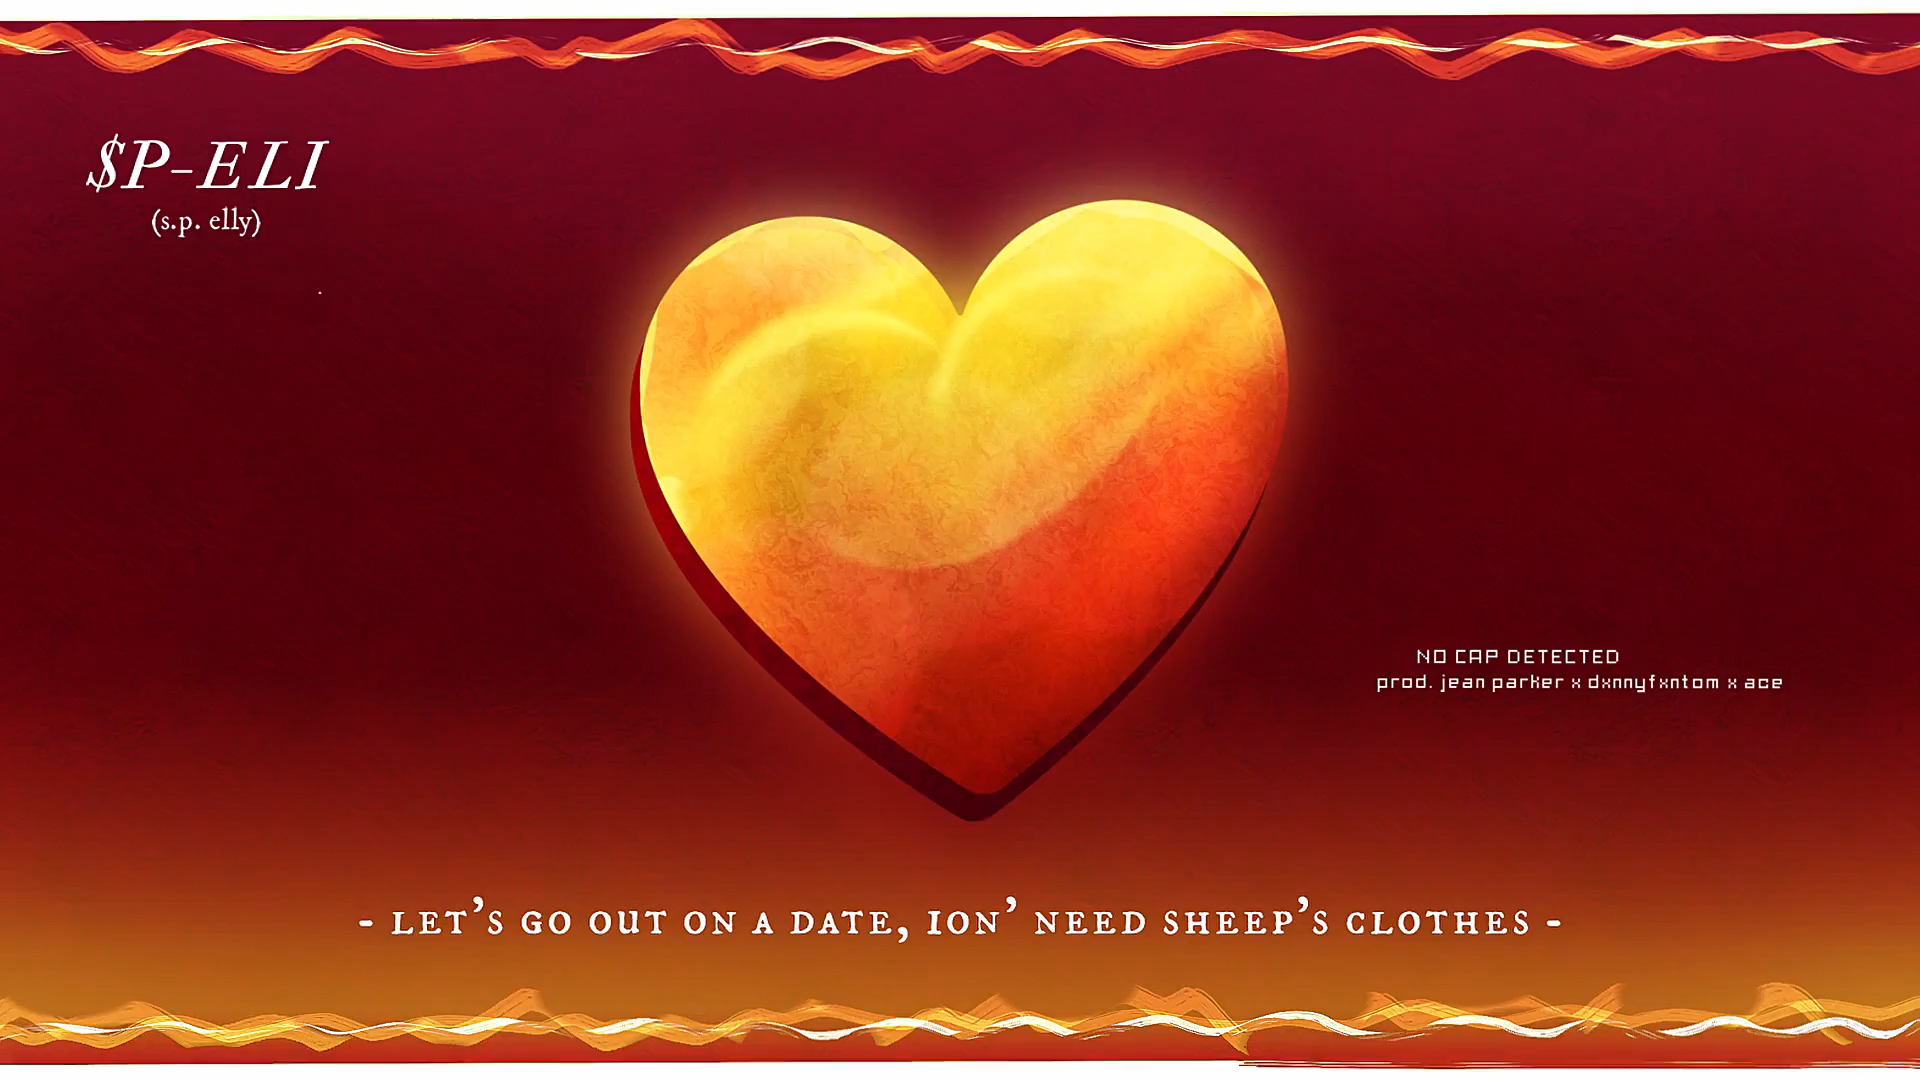 $P-ELI
(s.p. elly)
NO CAP DETECTED
prod. jean parker x dxnnyfxntom x ace
- LET'S GO OUT ON A DATE, ION' NEED SHEEP'S CLOTHES -